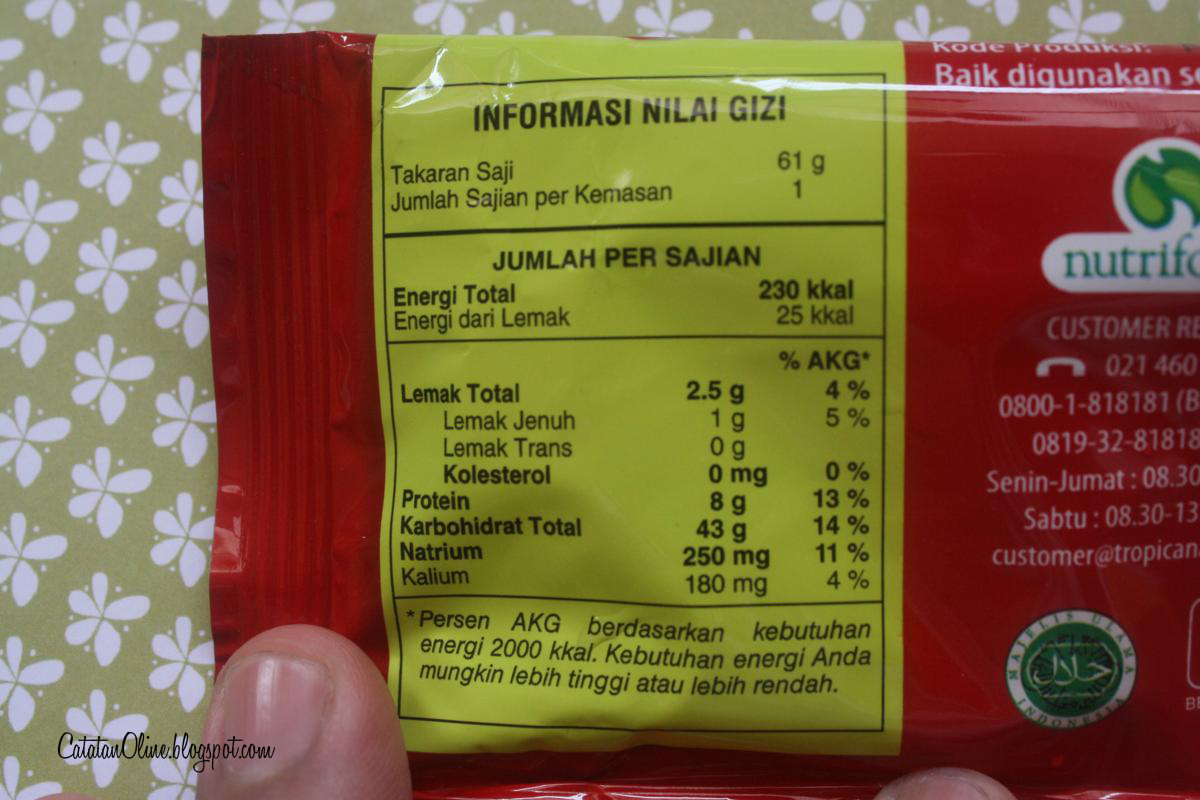 INFORMASI NILAI GIZI
Takaran Saji 61 g
Jumlah Sajian per Kemasan 1
JUMLAH PER SAJIAN
Energi Total 230 kkal
Energi dari Lemak 25 kkal
% AKG*
Lemak Total 2.5 g 4 %
Lemak Jenuh 1 g 5 %
Lemak Trans 0 g
Kolesterol 0 mg 0 %
Protein 8 g 13 %
Karbohidrat Total 43 g 14 %
Natrium 250 mg 11 %
Kalium 180 mg 4 %
*Persen AKG berdasarkan kebutuhan
energi 2000 kkal. Kebutuhan energi Anda
mungkin lebih tinggi atau lebih rendah.
Kode Produksi:
Baik digunakan
CUSTOMER
021 460
0800-1-818181
0819-32-8181
Senin-Jumat : 08.30
Sabtu : 08.30-13
customer@tropican
MAJELIS ULAMA
حلال
INDONESIA
CatatanOline.blogspot.com